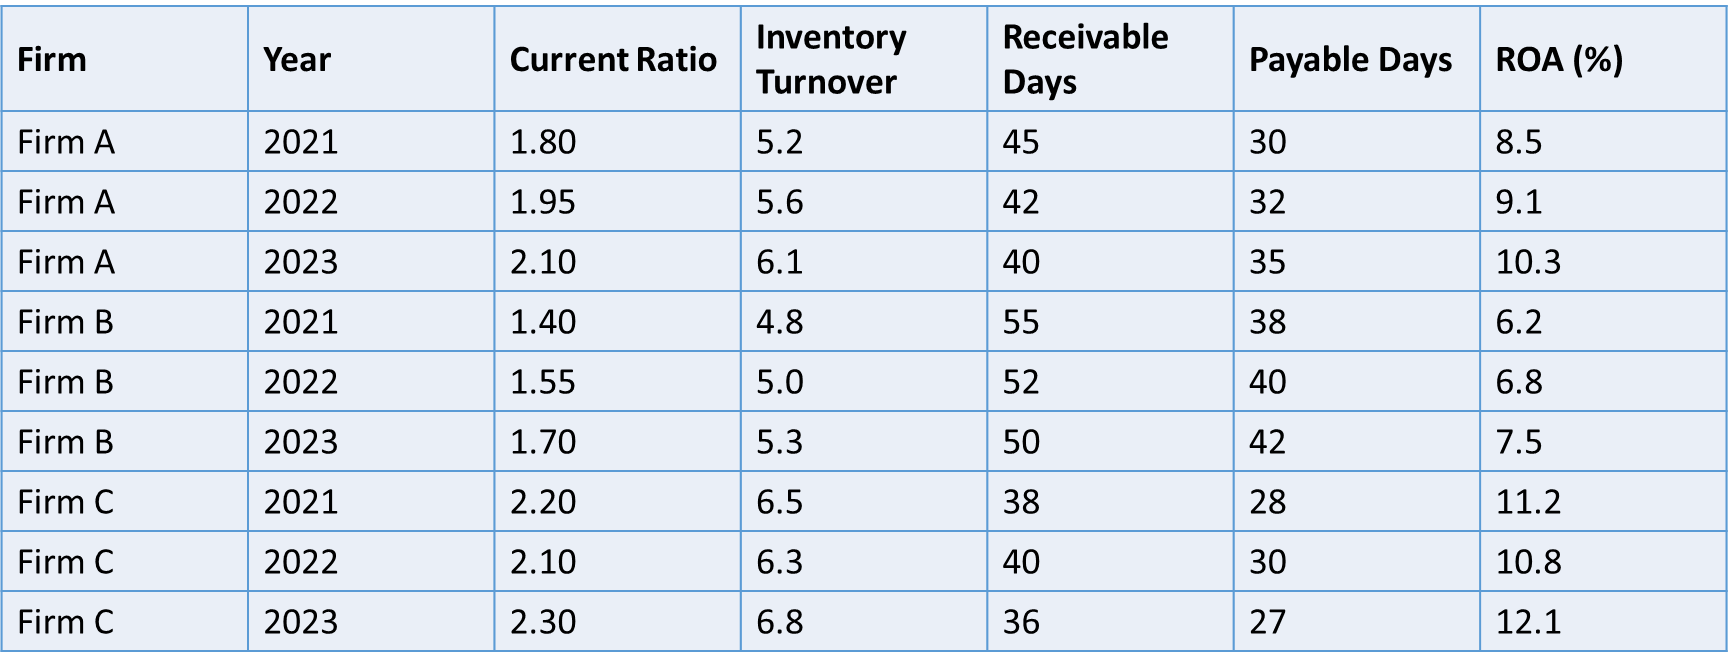 Firm Year Current Ratio Inventory Turnover Receivable Days Payable Days ROA (%)
Firm A 2021 1.80 5.2 45 30 8.5
Firm A 2022 1.95 5.6 42 32 9.1
Firm A 2023 2.10 6.1 40 35 10.3
Firm B 2021 1.40 4.8 55 38 6.2
Firm B 2022 1.55 5.0 52 40 6.8
Firm B 2023 1.70 5.3 50 42 7.5
Firm C 2021 2.20 6.5 38 28 11.2
Firm C 2022 2.10 6.3 40 30 10.8
Firm C 2023 2.30 6.8 36 27 12.1